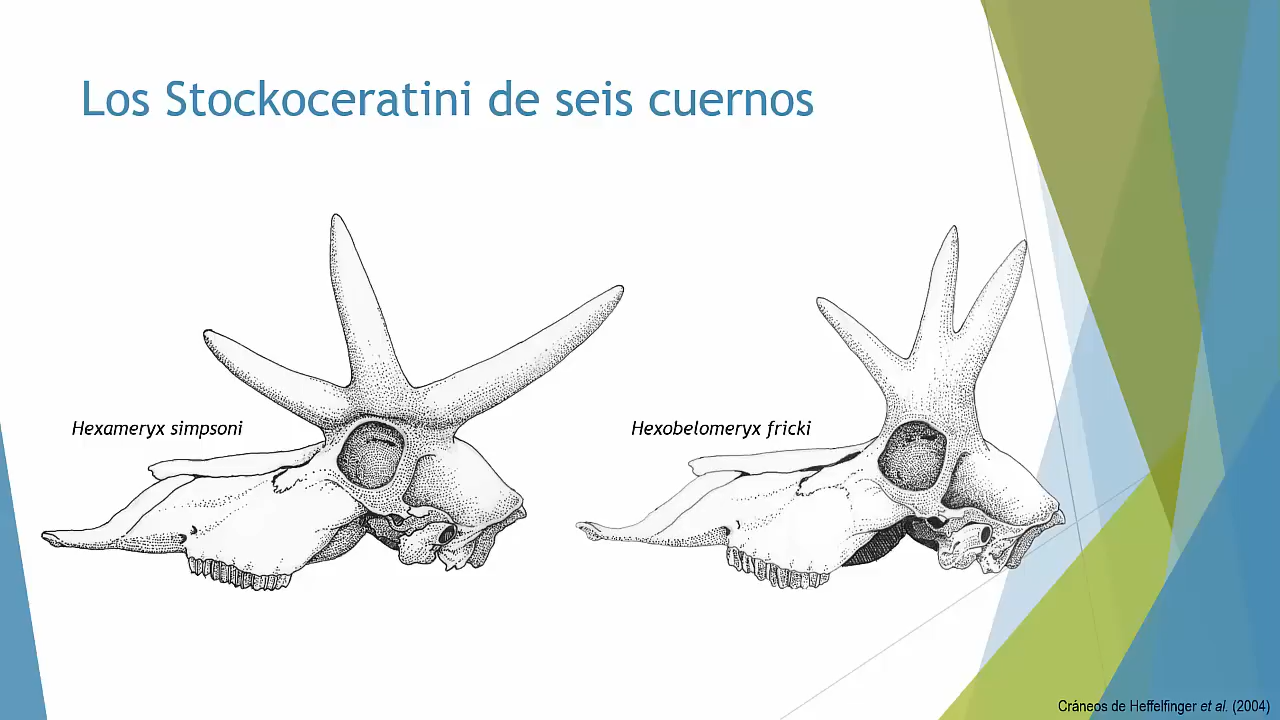 Los Stockoceratini de seis cuernos
Hexameryx simpsoni
Hexobelomeryx fricki
Cráneos de Heffelfinger et al. (2004)